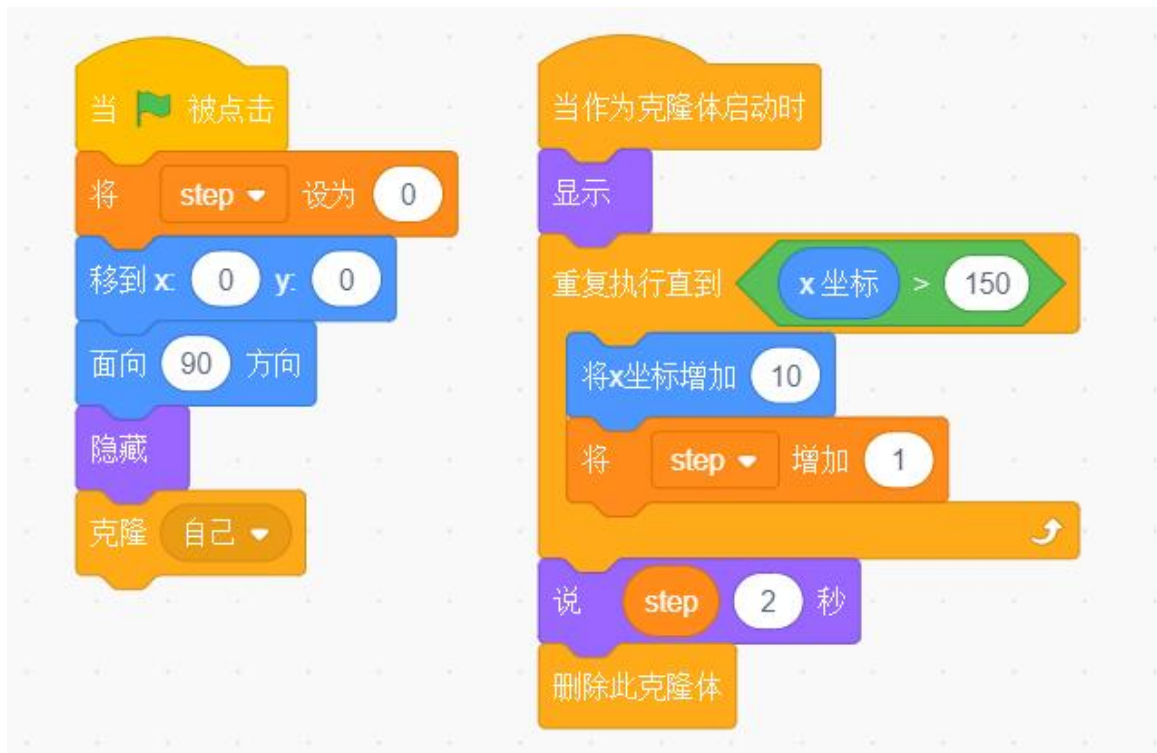 当 被点击
将 step 设为 0
移到 x: 0 y: 0
面向 90 方向
隐藏
克隆 自己
当作为克隆体启动时
显示
重复执行直到 x 坐标 > 150
将x坐标增加 10
将 step 增加 1
说 step 2 秒
删除此克隆体